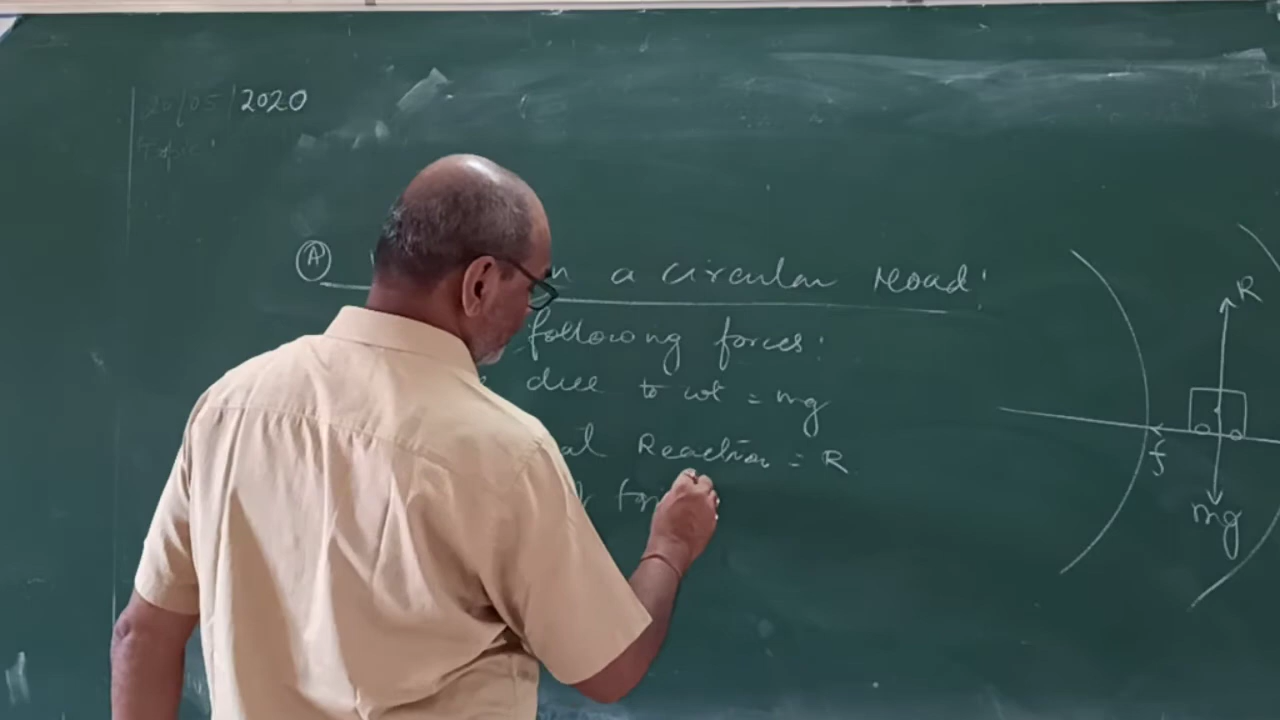 20/05/2020
Topic:
(A) n a circular road:
following forces:
due to wt = mg
al Reaction = R
R
f
mg